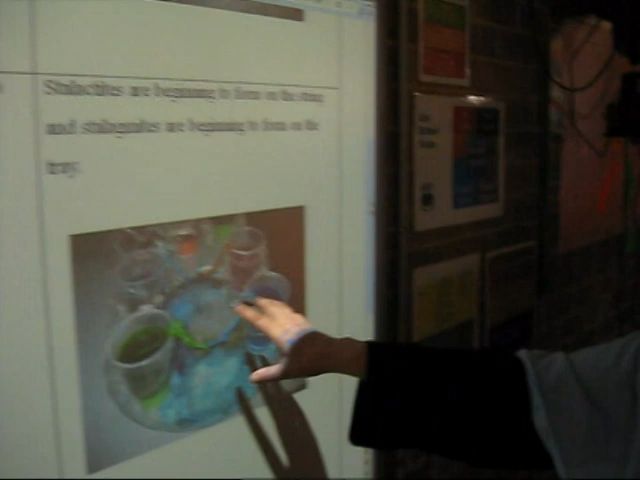 Stalactites are beginning to form on the string
and stalagmites are beginning to form on the
tray.